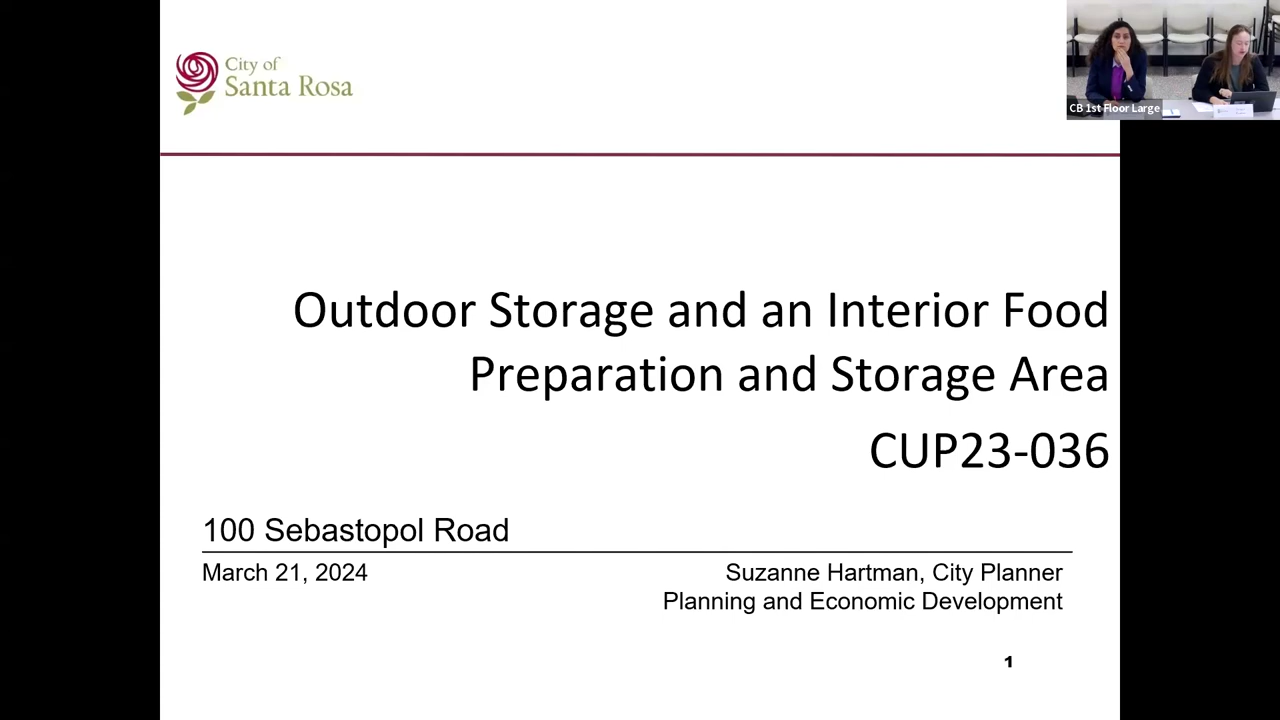 City of
Santa Rosa
CB 1st Floor Large
Outdoor Storage and an Interior Food
Preparation and Storage Area
CUP23-036
100 Sebastopol Road
March 21, 2024
Suzanne Hartman, City Planner
Planning and Economic Development
1